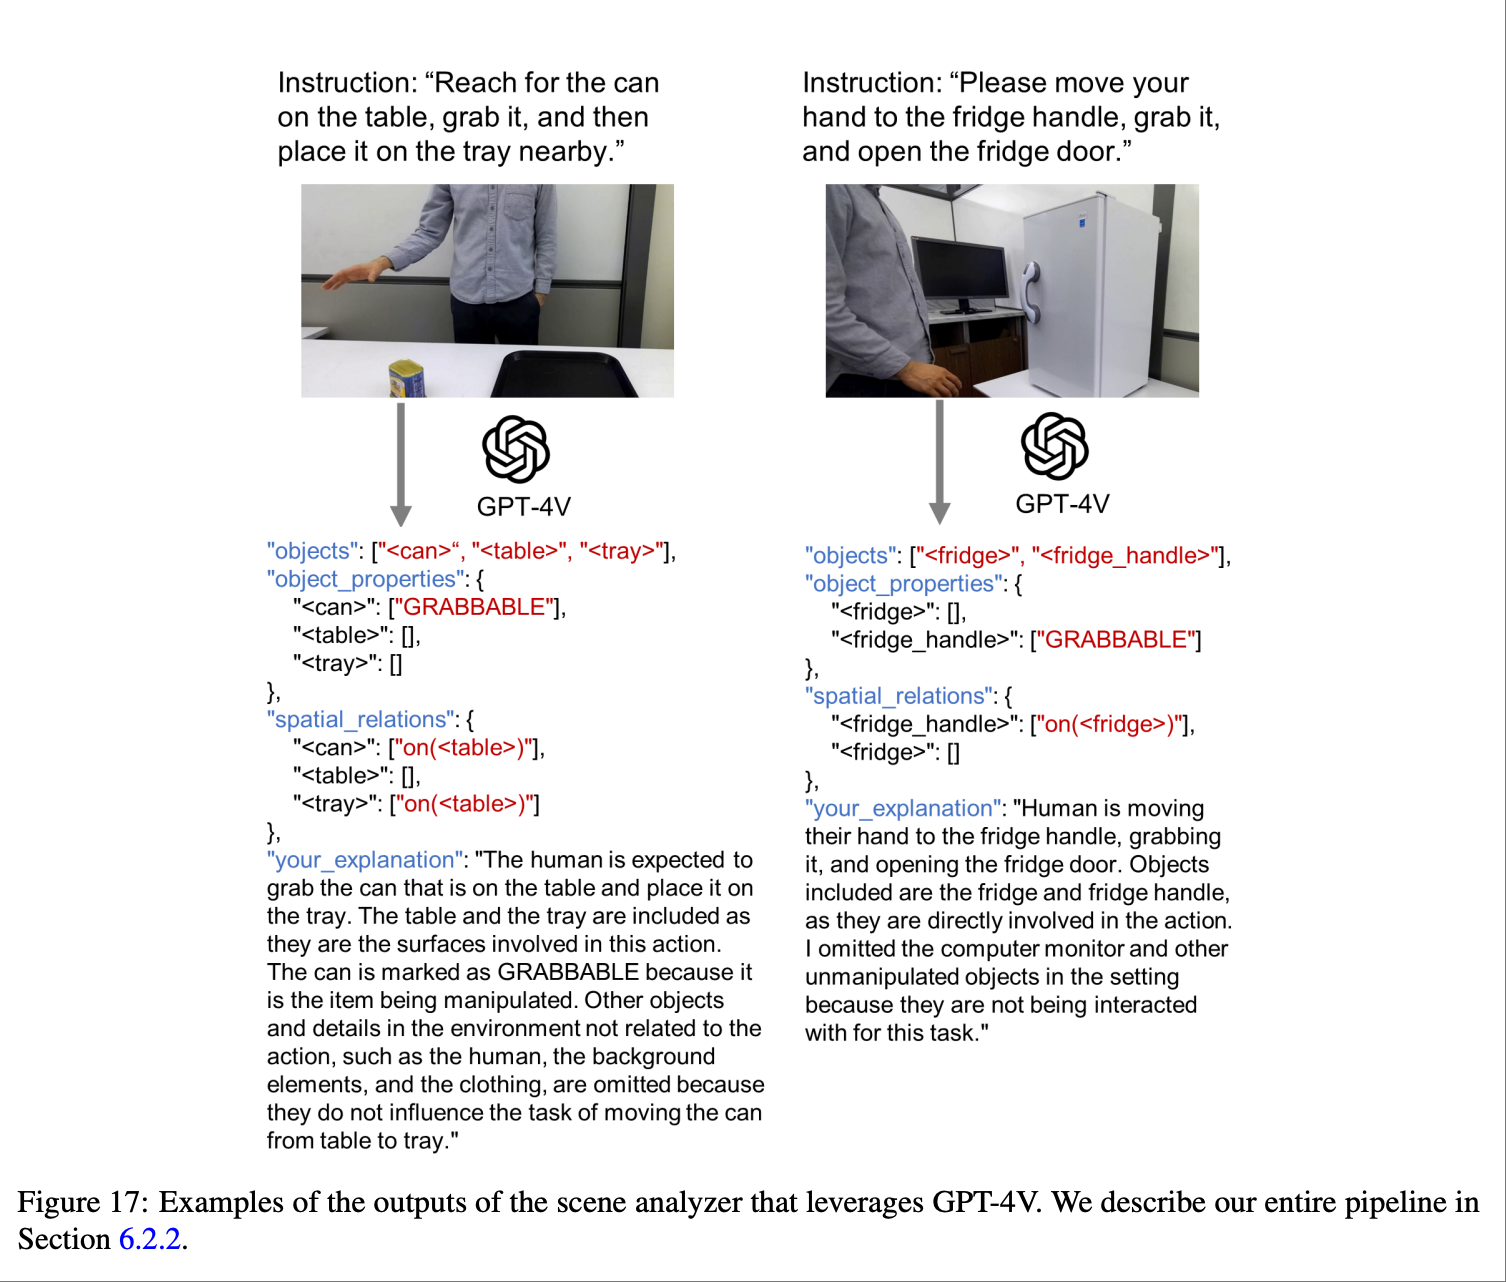 Instruction: “Reach for the can
on the table, grab it, and then
place it on the tray nearby.”
GPT-4V
"objects": ["<can>“, "<table>", "<tray>"],
"object_properties": {
"<can>": ["GRABBABLE"],
"<table>": [],
"<tray>": []
},
"spatial_relations": {
"<can>": ["on(<table>)"],
"<table>": [],
"<tray>": ["on(<table>)"]
},
"your_explanation": "The human is expected to
grab the can that is on the table and place it on
the tray. The table and the tray are included as
they are the surfaces involved in this action.
The can is marked as GRABBABLE because it
is the item being manipulated. Other objects
and details in the environment not related to the
action, such as the human, the background
elements, and the clothing, are omitted because
they do not influence the task of moving the can
from table to tray."
Instruction: “Please move your
hand to the fridge handle, grab it,
and open the fridge door.”
GPT-4V
"objects": ["<fridge>", "<fridge_handle>"],
"object_properties": {
"<fridge>": [],
"<fridge_handle>": ["GRABBABLE"]
},
"spatial_relations": {
"<fridge_handle>": ["on(<fridge>)"],
"<fridge>": []
},
"your_explanation": "Human is moving
their hand to the fridge handle, grabbing
it, and opening the fridge door. Objects
included are the fridge and fridge handle,
as they are directly involved in the action.
I omitted the computer monitor and other
unmanipulated objects in the setting
because they are not being interacted
with for this task."
Figure 17: Examples of the outputs of the scene analyzer that leverages GPT-4V. We describe our entire pipeline in
Section 6.2.2.